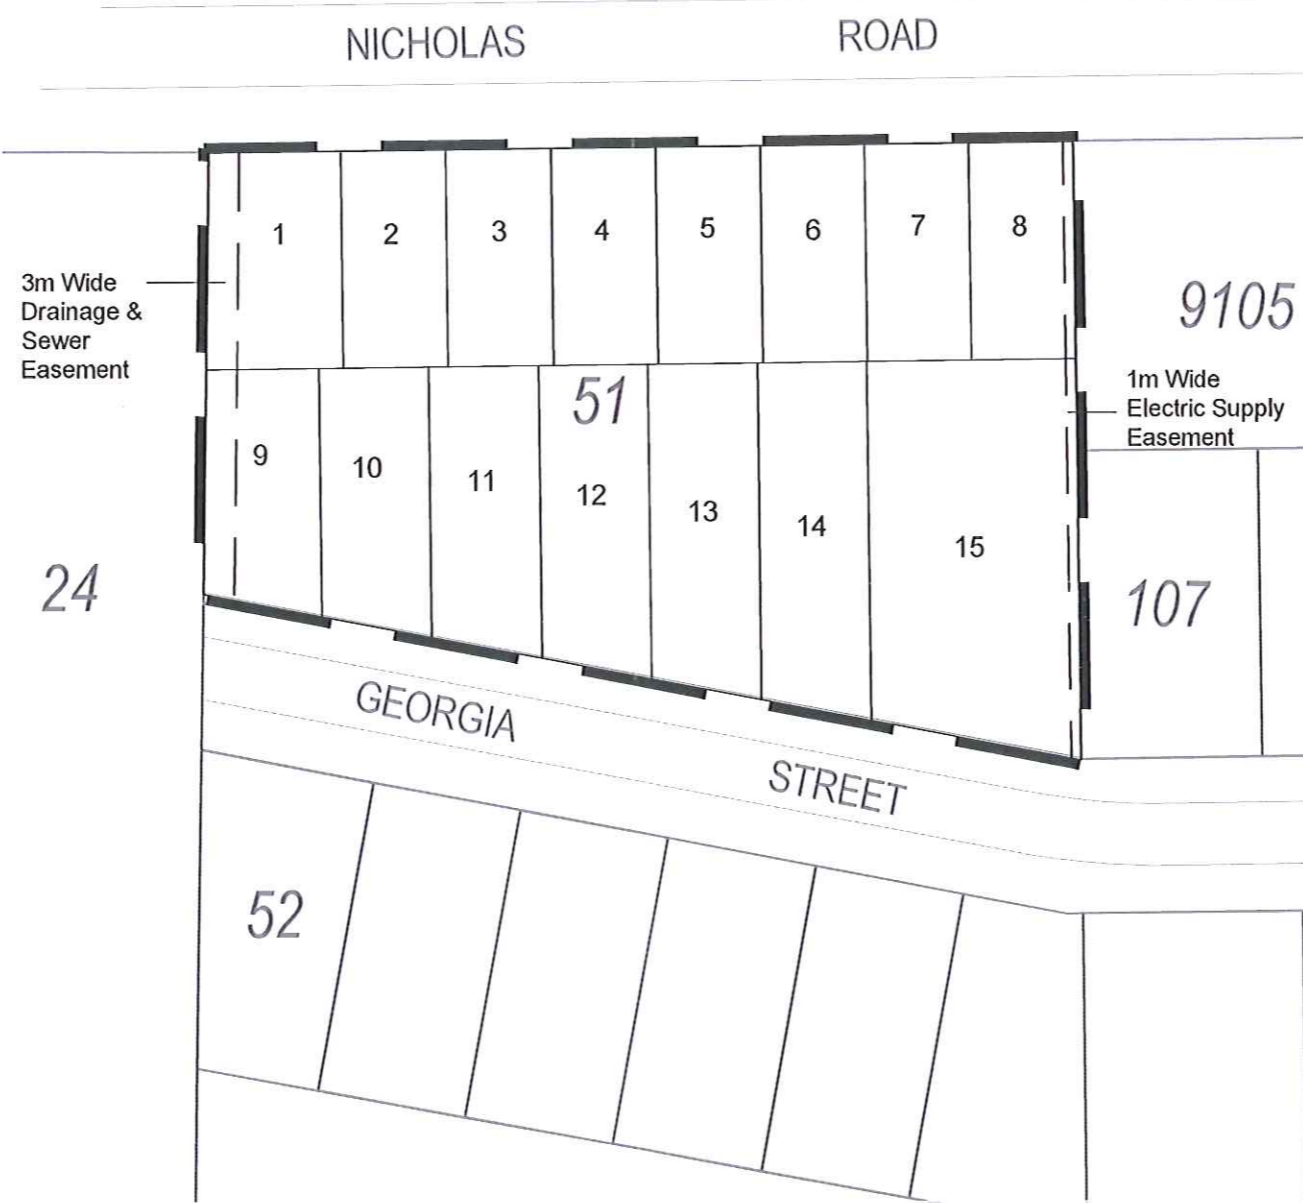 NICHOLAS ROAD
1 2 3 4 5 6 7 8
3m Wide
Drainage &
Sewer
Easement
9105
51
1m Wide
Electric Supply
Easement
9 10 11 12 13 14 15
24
107
GEORGIA STREET
52